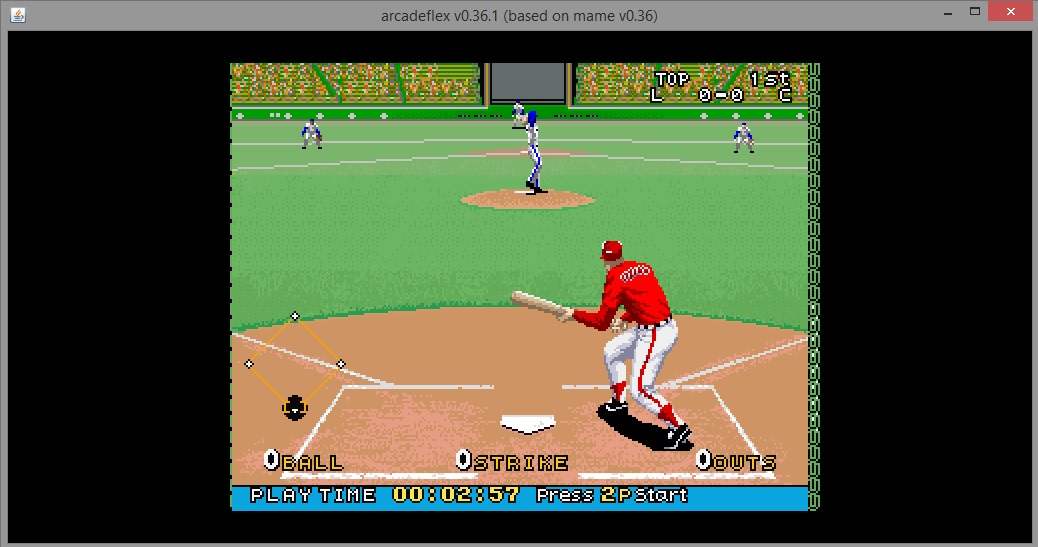 arcadeflex v0.36.1 (based on mame v0.36)
TOP 1st
L 0-0 C
0BALL 0STRIKE 0OUTS
PLAY TIME 00:02:57 Press 2P Start